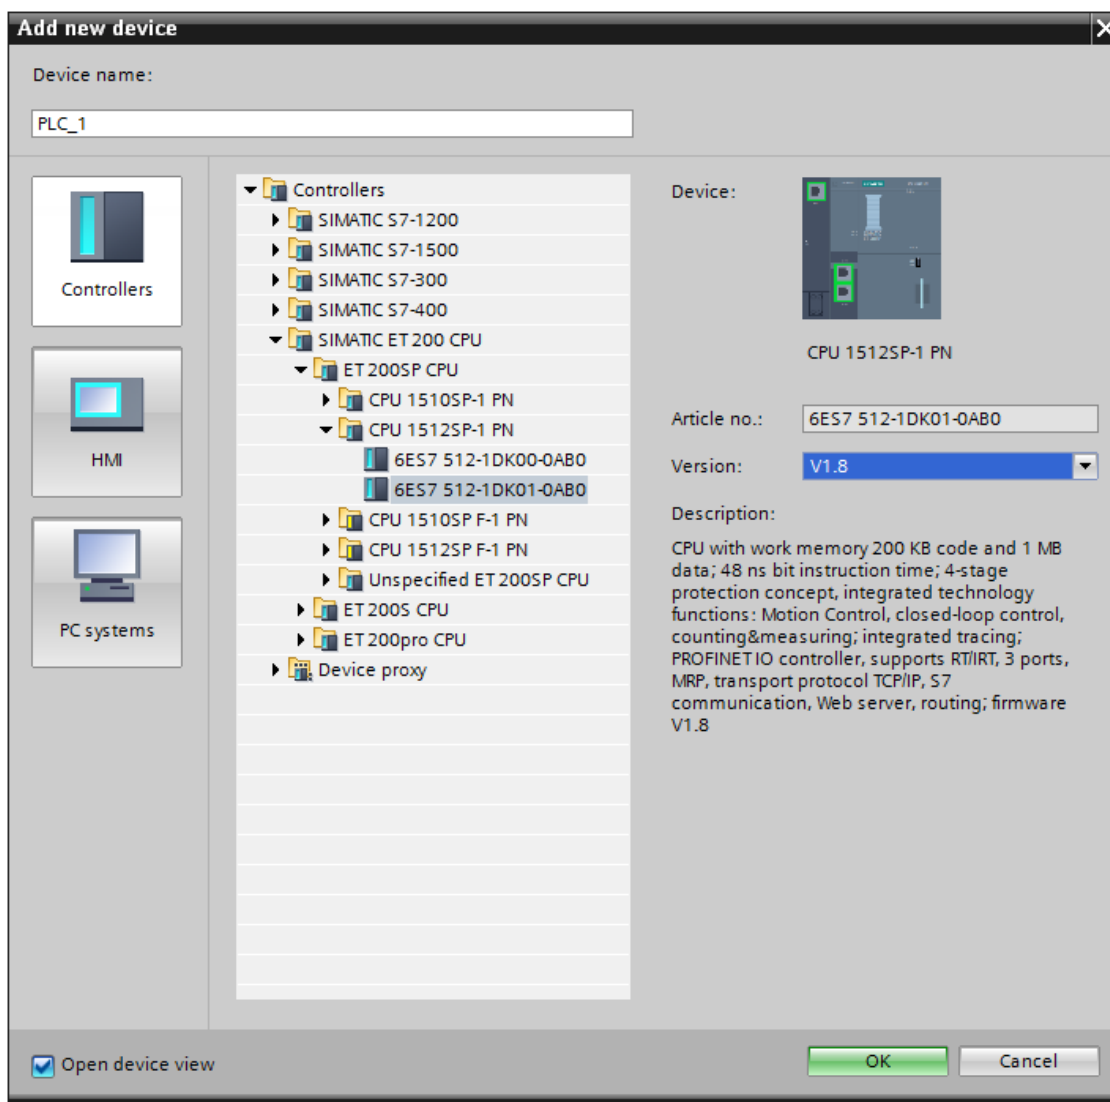 Add new device
Device name:
PLC_1
Controllers
HMI
PC systems
Controllers
SIMATIC S7-1200
SIMATIC S7-1500
SIMATIC S7-300
SIMATIC S7-400
SIMATIC ET 200 CPU
ET 200SP CPU
CPU 1510SP-1 PN
CPU 1512SP-1 PN
6ES7 512-1DK00-0AB0
6ES7 512-1DK01-0AB0
CPU 1510SP F-1 PN
CPU 1512SP F-1 PN
Unspecified ET 200SP CPU
ET 200S CPU
ET 200pro CPU
Device proxy
Device:
CPU 1512SP-1 PN
Article no.:
6ES7 512-1DK01-0AB0
Version:
V1.8
Description:
CPU with work memory 200 KB code and 1 MB
data; 48 ns bit instruction time; 4-stage
protection concept, integrated technology
functions: Motion Control, closed-loop control,
counting&measuring; integrated tracing;
PROFINET IO controller, supports RT/IRT, 3 ports,
MRP, transport protocol TCP/IP, S7
communication, Web server, routing; firmware
V1.8
Open device view
OK
Cancel